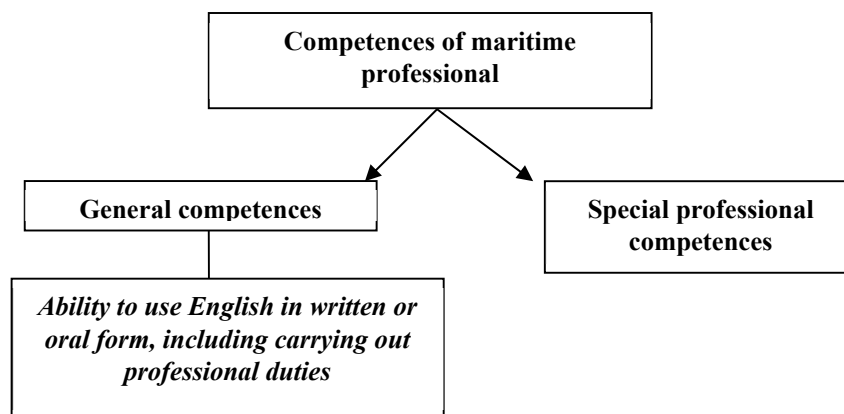 Competences of maritime
professional
General competences
Special professional
competences
Ability to use English in written or
oral form, including carrying out
professional duties